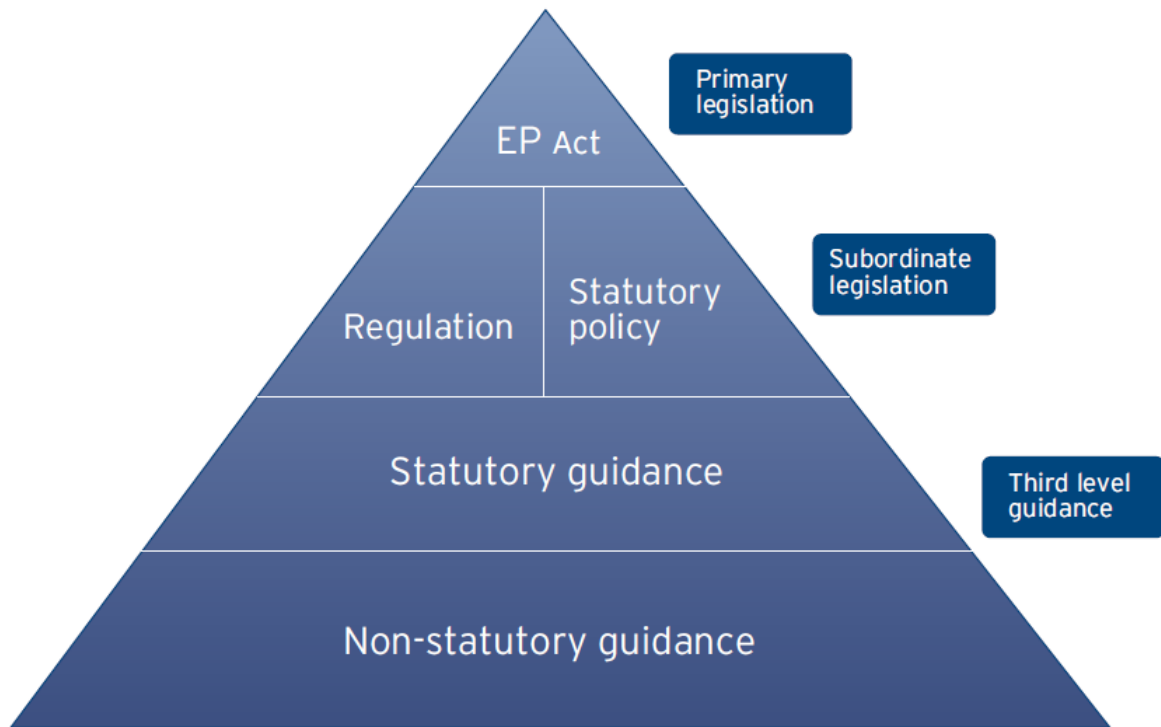 Primary
legislation
EP Act
Subordinate
legislation
Statutory
policy
Regulation
Statutory guidance
Third level
guidance
Non-statutory guidance